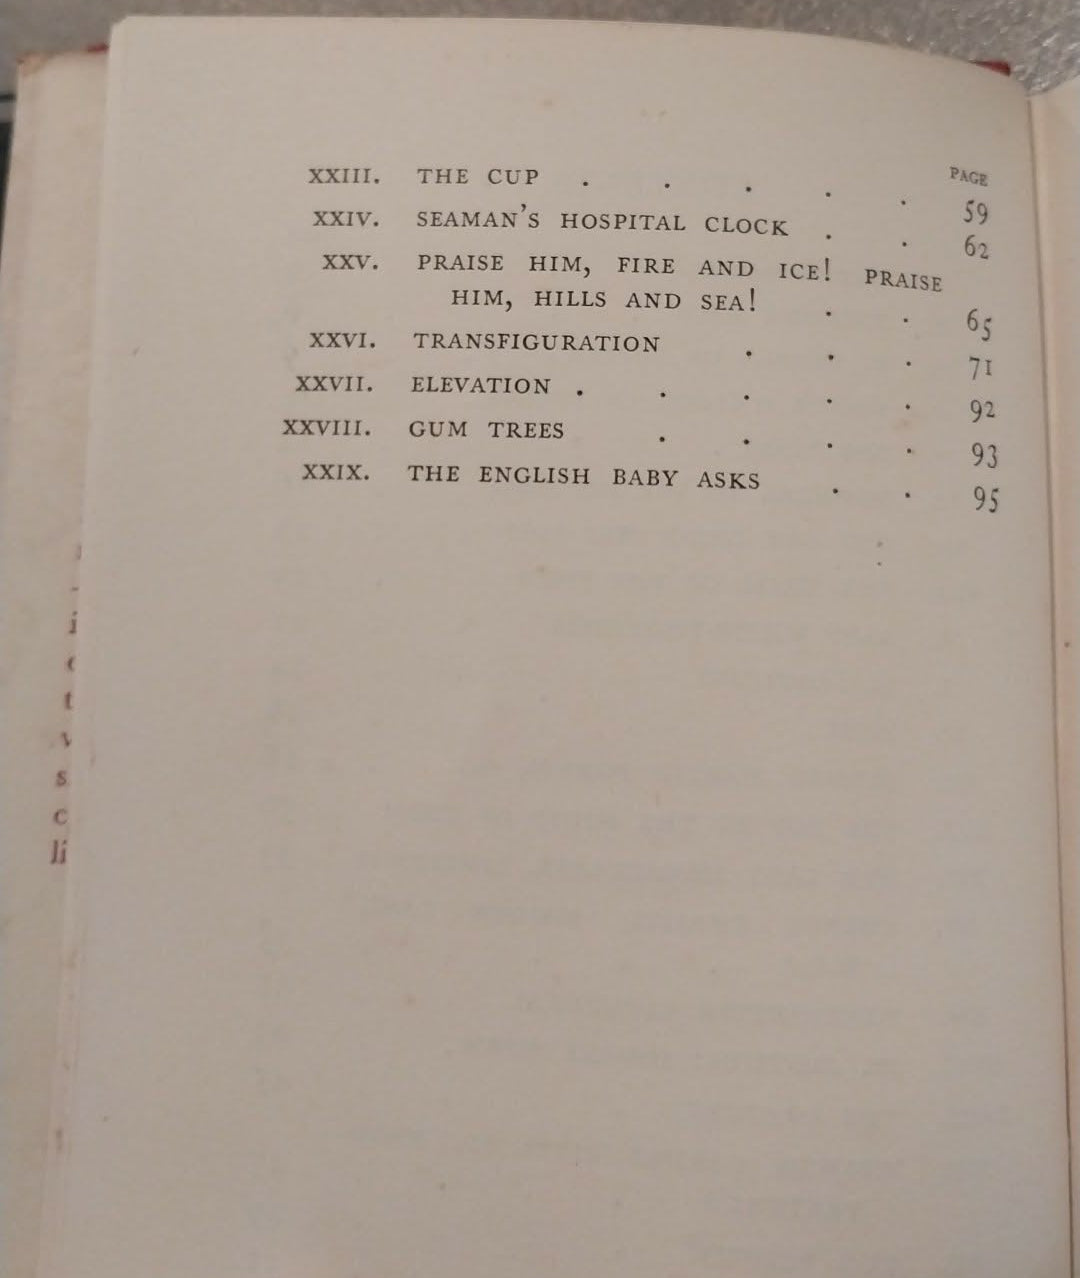 PAGE
XXIII. THE CUP . . . . . 59
XXIV. SEAMAN'S HOSPITAL CLOCK . . 62
XXV. PRAISE HIM, FIRE AND ICE! PRAISE
HIM, HILLS AND SEA! . . 65
XXVI. TRANSFIGURATION . . . 71
XXVII. ELEVATION . . . . . 92
XXVIII. GUM TREES . . . . 93
XXIX. THE ENGLISH BABY ASKS . . 95